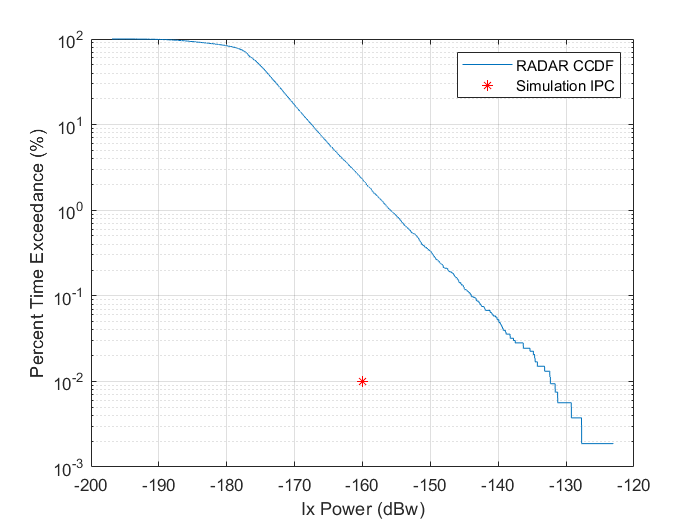 10^2
10^1
10^0
10^-1
10^-2
10^-3
Percent Time Exceedance (%)
RADAR CCDF
Simulation IPC
-200 -190 -180 -170 -160 -150 -140 -130 -120
Ix Power (dBw)